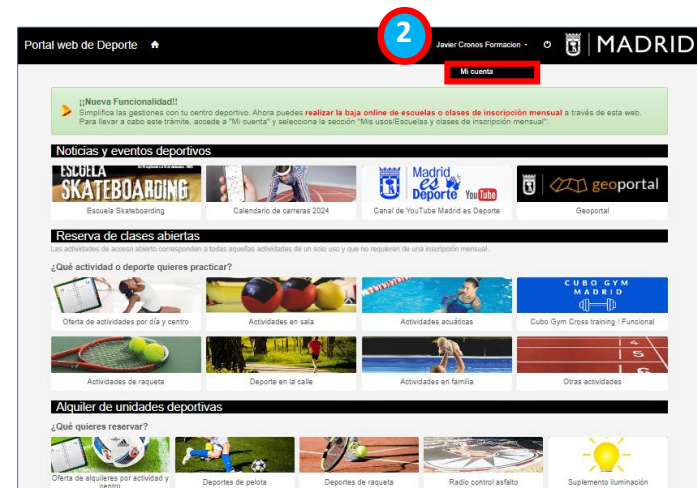 2
Portal web de Deporte
Javier Cronos Formacion -
MADRID
Mi cuenta
¡¡Nueva Funcionalidad!!
Simplifica las gestiones con tu centro deportivo. Ahora puedes realizar la baja online de escuelas o clases de inscripción mensual a través de esta web.
Para llevar a cabo este trámite, accede a "Mi cuenta" y selecciona la sección "Mis usos/Escuelas y clases de inscripción mensual".
Noticias y eventos deportivos
ESCUELA
SKATEBOARDING
Madrid
es
Deporte YouTube
geoportal
Escuela Skateboarding
Calendario de carreras 2024
Canal de YouTube Madrid es Deporte
Geoportal
Reserva de clases abiertas
Las actividades de acceso abierto corresponden a todas aquellas actividades de un solo uso y que no requieren de una inscripción mensual.
¿Qué actividad o deporte quieres practicar?
CUBO GYM
MADRID
Oferta de actividades por día y centro
Actividades en sala
Actividades acuáticas
Cubo Gym Cross training / Funcional
4
5
6
Actividades de raqueta
Deporte en la calle
Actividades en familia
Otras actividades
Alquiler de unidades deportivas
¿Qué quieres reservar?
Oferta de alquileres por actividad y
centro
Deportes de pelota
Deportes de raqueta
Radio control asfalto
Suplemento iluminación